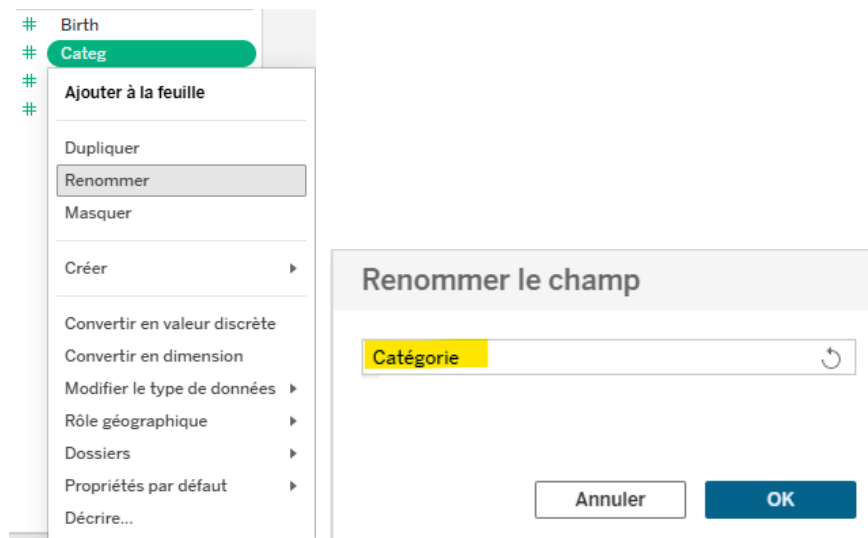 # Birth
# Categ
#
#
Ajouter à la feuille
Dupliquer
Renommer
Masquer
Créer
Convertir en valeur discrète
Convertir en dimension
Modifier le type de données
Rôle géographique
Dossiers
Propriétés par défaut
Décrire...
Renommer le champ
Catégorie
Annuler
OK